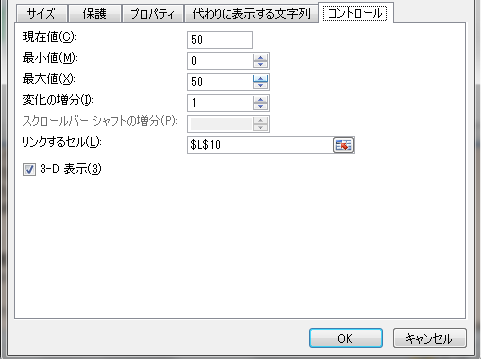 サイズ 保護 プロパティ 代わりに表示する文字列 コントロール
現在値(C): 50
最小値(M): 0
最大値(X): 50
変化の増分(I): 1
スクロールバー シャフトの増分(P):
リンクするセル(L): $L$10
3-D 表示(3)
OK キャンセル